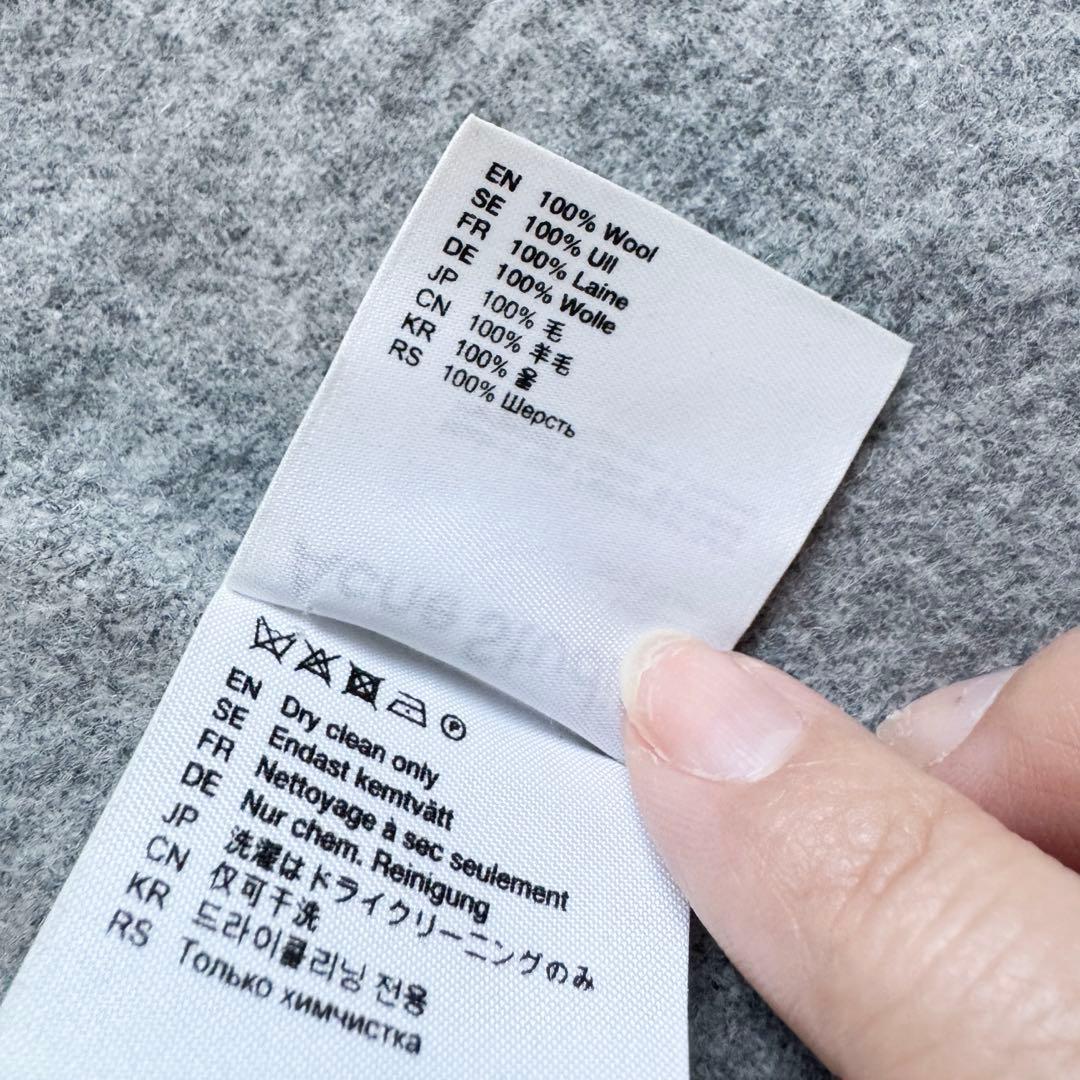 EN 100% Wool
SE 100% Ull
FR 100% Laine
DE 100% Wolle
JP 100% 毛
CN 100% 羊毛
KR 100% 울
RS 100% Шерсть
P
EN Dry clean only
SE Endast kemtvätt
FR Nettoyage à sec seulement
DE Nur chem. Reinigung
JP 洗濯はドライクリーニングのみ
CN 仅可干洗
KR 드라이클리닝 전용
RS Только химчистка